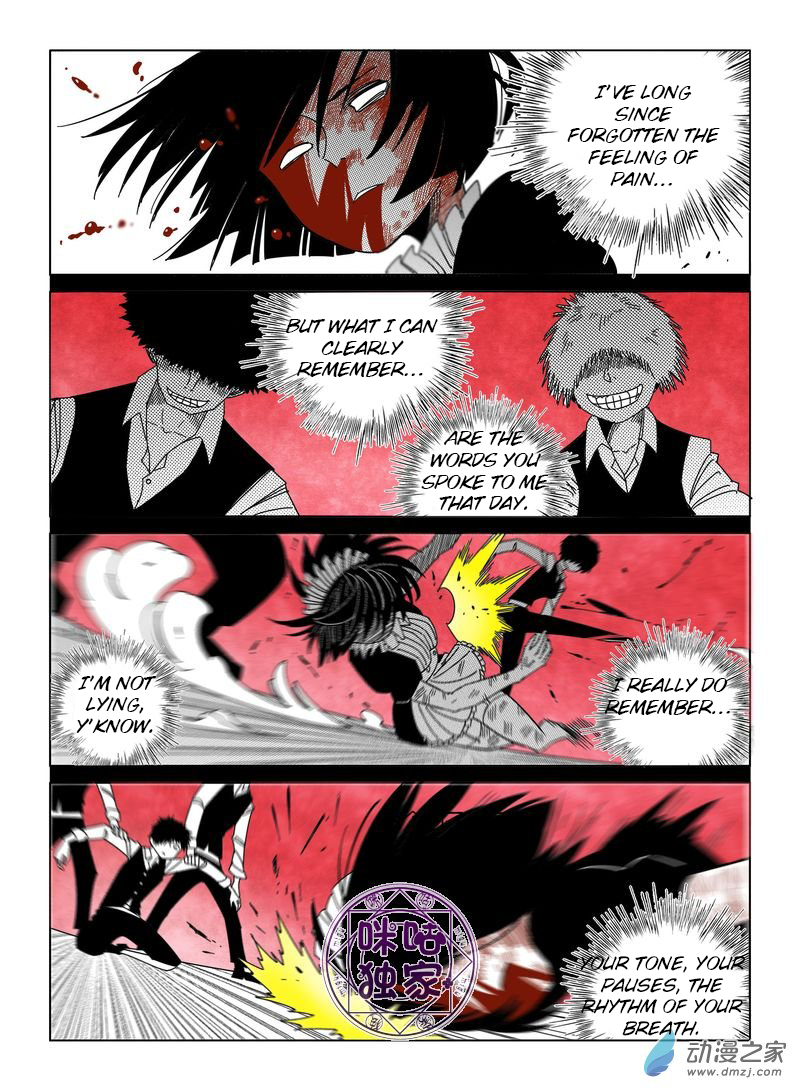 I'VE LONG
SINCE
FORGOTTEN THE
FEELING OF
PAIN...
BUT WHAT I CAN
CLEARLY
REMEMBER...
ARE THE
WORDS YOU
SPOKE TO ME
THAT DAY.
I'M NOT
LYING,
Y'KNOW.
I REALLY DO
REMEMBER...
YOUR TONE, YOUR
PAUSES, THE
RHYTHM OF YOUR
BREATH.
咪咕
独家
动漫之家
www.dmzj.com